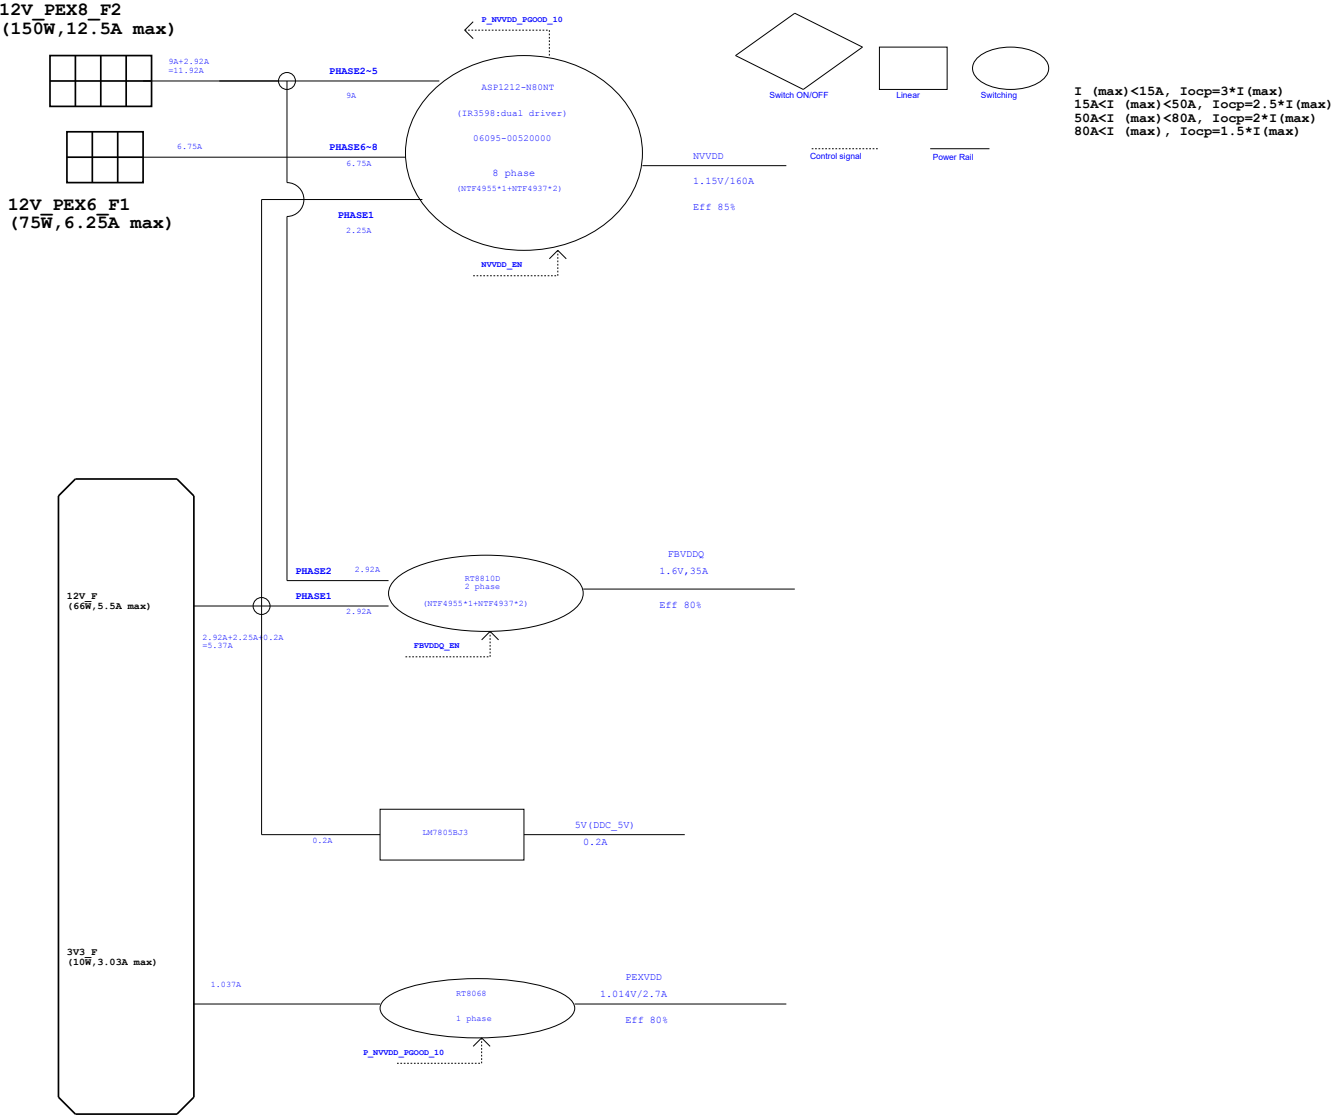 12V_PEX8_F2
(150W,12.5A max)
9A+2.92A
=11.92A
PHASE2~5
9A
P_NVVDD_PGOOD_10
ASP1212-N80NT
(IR3598:dual driver)
06095-00520000
8 phase
(NTF4955*1+NTF4937*2)
Switch ON/OFF
Linear
Switching
I (max)<15A, Iocp=3*I(max)
15A<I (max)<50A, Iocp=2.5*I(max)
50A<I (max)<80A, Iocp=2*I(max)
80A<I (max), Iocp=1.5*I(max)
Control signal
Power Rail
6.75A
PHASE6~8
6.75A
NVVDD
1.15V/160A
Eff 85%
12V_PEX6_F1
(75W,6.25A max)
PHASE1
2.25A
NVVDD_EN
PHASE2
2.92A
PHASE1
2.92A
RT8810D
2 phase
(NTF4955*1+NTF4937*2)
FBVDDQ
1.6V,35A
Eff 80%
12V_F
(66W,5.5A max)
2.92A+2.25A+0.2A
=5.37A
FBVDDQ_EN
0.2A
LM7805BJ3
5V(DDC_5V)
0.2A
3V3_F
(10W,3.03A max)
1.037A
RT8068
1 phase
PEXVDD
1.014V/2.7A
Eff 80%
P_NVVDD_PGOOD_10